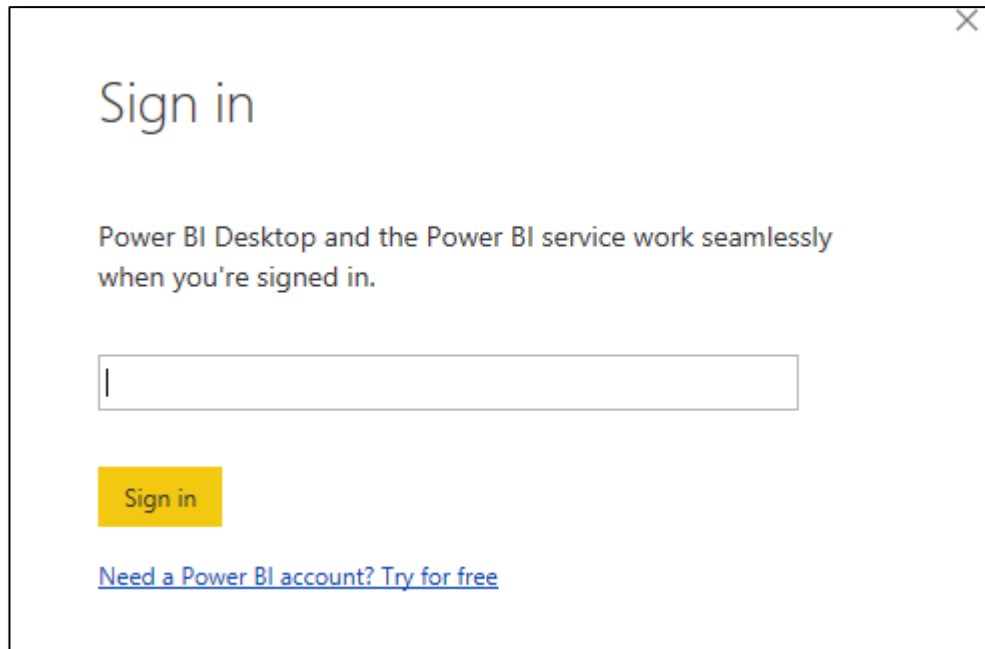 Sign in
Power BI Desktop and the Power BI service work seamlessly
when you're signed in.
Sign in
Need a Power BI account? Try for free